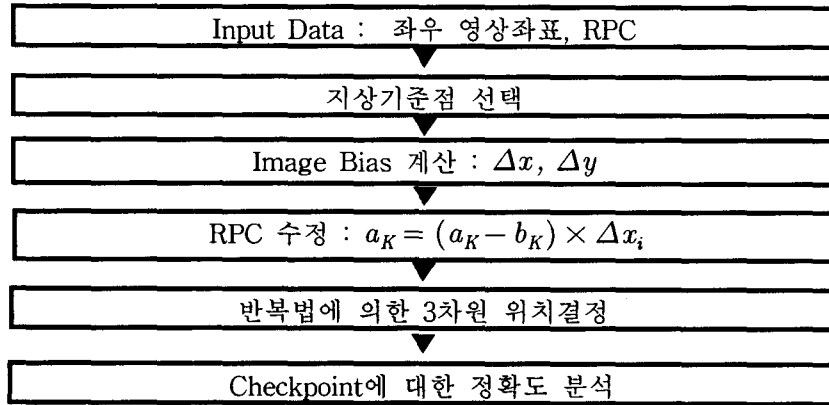 Input Data : 좌우 영상좌표, RPC
지상기준점 선택
Image Bias 계산 : Δx, Δy
RPC 수정 : a_K = (a_K − b_K) × Δx_i
반복법에 의한 3차원 위치결정
Checkpoint에 대한 정확도 분석